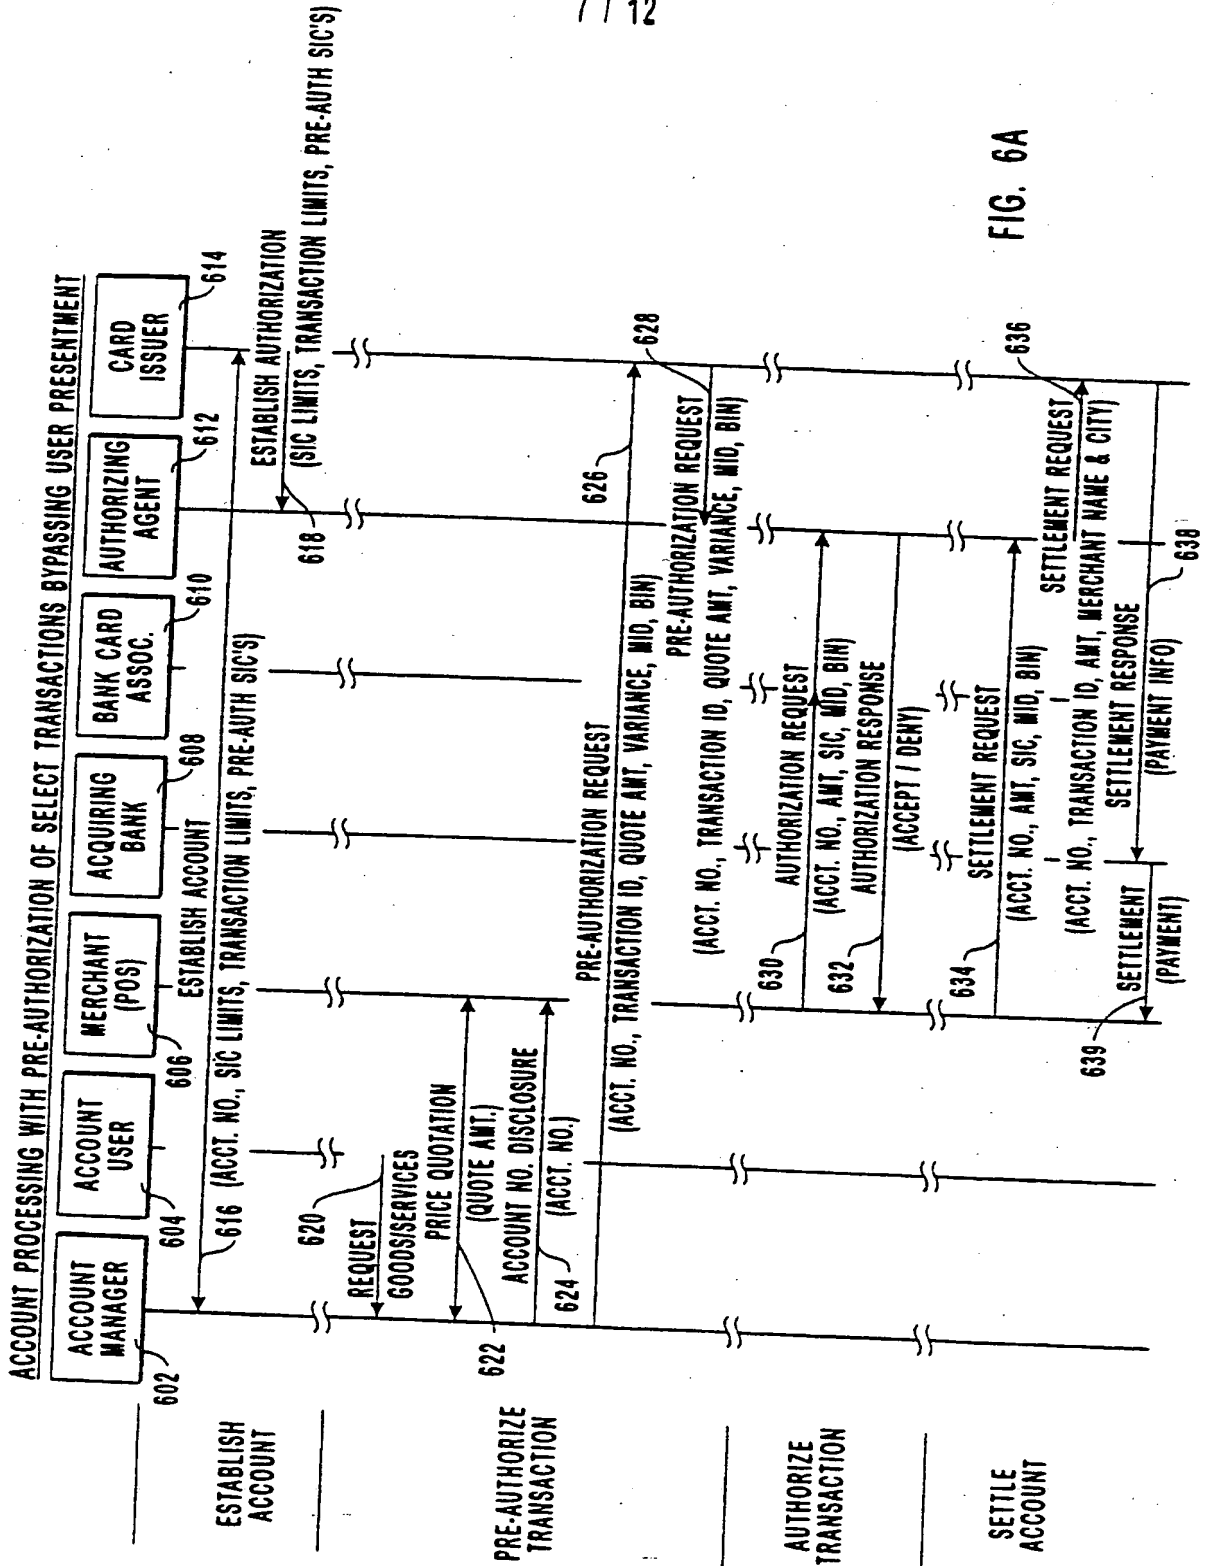 7 / 12
ACCOUNT PROCESSING WITH PRE-AUTHORIZATION OF SELECT TRANSACTIONS BYPASSING USER PRESENTMENT
ACCOUNT
MANAGER
602
ACCOUNT
USER
604
MERCHANT
(POS)
606
ACQUIRING
BANK
608
BANK CARD
ASSOC.
610
AUTHORIZING
AGENT
612
CARD
ISSUER
614
ESTABLISH
ACCOUNT
ESTABLISH ACCOUNT
616
(ACCT. NO., SIC LIMITS, TRANSACTION LIMITS, PRE-AUTH SIC'S)
ESTABLISH AUTHORIZATION
(SIC LIMITS, TRANSACTION LIMITS, PRE-AUTH SIC'S)
618
PRE-AUTHORIZE
TRANSACTION
620
REQUEST
GOODS/SERVICES
PRICE QUOTATION
(QUOTE AMT.)
622
ACCOUNT NO. DISCLOSURE
(ACCT. NO.)
624
PRE-AUTHORIZATION REQUEST
(ACCT. NO., TRANSACTION ID, QUOTE AMT, VARIANCE, MID, BIN)
626
628
PRE-AUTHORIZATION REQUEST
(ACCT. NO., TRANSACTION ID, QUOTE AMT, VARIANCE, MID, BIN)
AUTHORIZE
TRANSACTION
630
AUTHORIZATION REQUEST
(ACCT. NO., AMT, SIC, MID, BIN)
632
AUTHORIZATION RESPONSE
(ACCEPT / DENY)
SETTLE
ACCOUNT
634
SETTLEMENT REQUEST
(ACCT. NO., AMT, SIC, MID, BIN)
636
SETTLEMENT REQUEST
(ACCT. NO., TRANSACTION ID, AMT, MERCHANT NAME & CITY)
SETTLEMENT RESPONSE
(PAYMENT INFO)
638
SETTLEMENT
(PAYMENT)
639
FIG. 6A